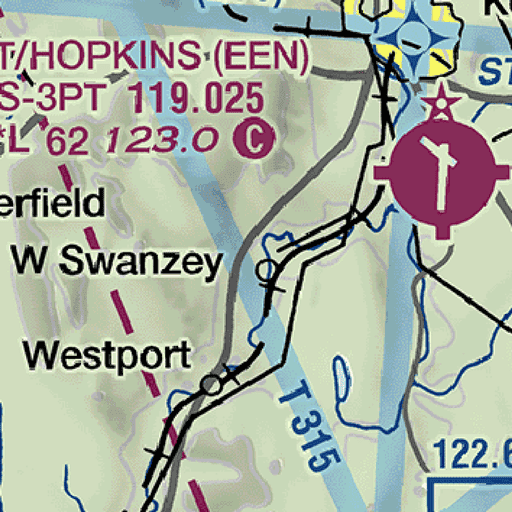 T/HOPKINS (EEN)
S-3PT 119.025
*L 62 123.0 C
erfield
W Swanzey
Westport
T 315
122.6
ST